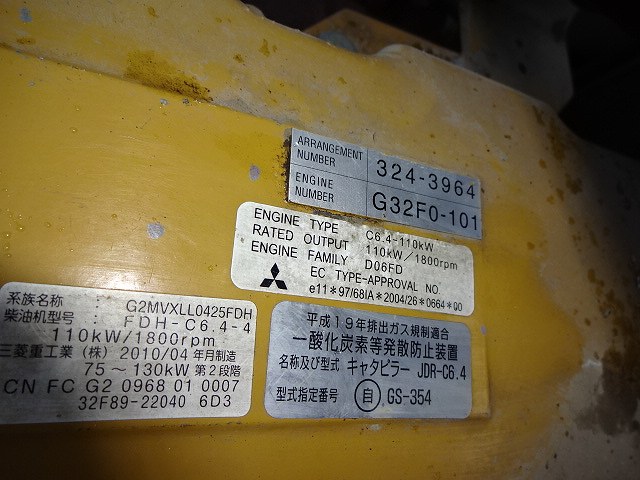 ARRANGEMENT NUMBER 324-3964
ENGINE NUMBER G32F0-101
ENGINE TYPE C6.4-110kW
RATED OUTPUT 110kW/1800rpm
ENGINE FAMILY D06FD
EC TYPE-APPROVAL NO.
e11*97/68IA*2004/26*0664*00
系族名称 : G2MVXLL0425FDH
柴油机型号: FDH-C6.4-4
110kW/1800rpm
三菱重工業(株) 2010/04 年月制造
75~130kW 第2段階
CN FC G2 0968 01 0007
32F89-22040 6D3
平成19年排出ガス規制適合
一酸化炭素等発散防止装置
名称及び型式 キャタピラー JDR-C6.4
型式指定番号 自 GS-354